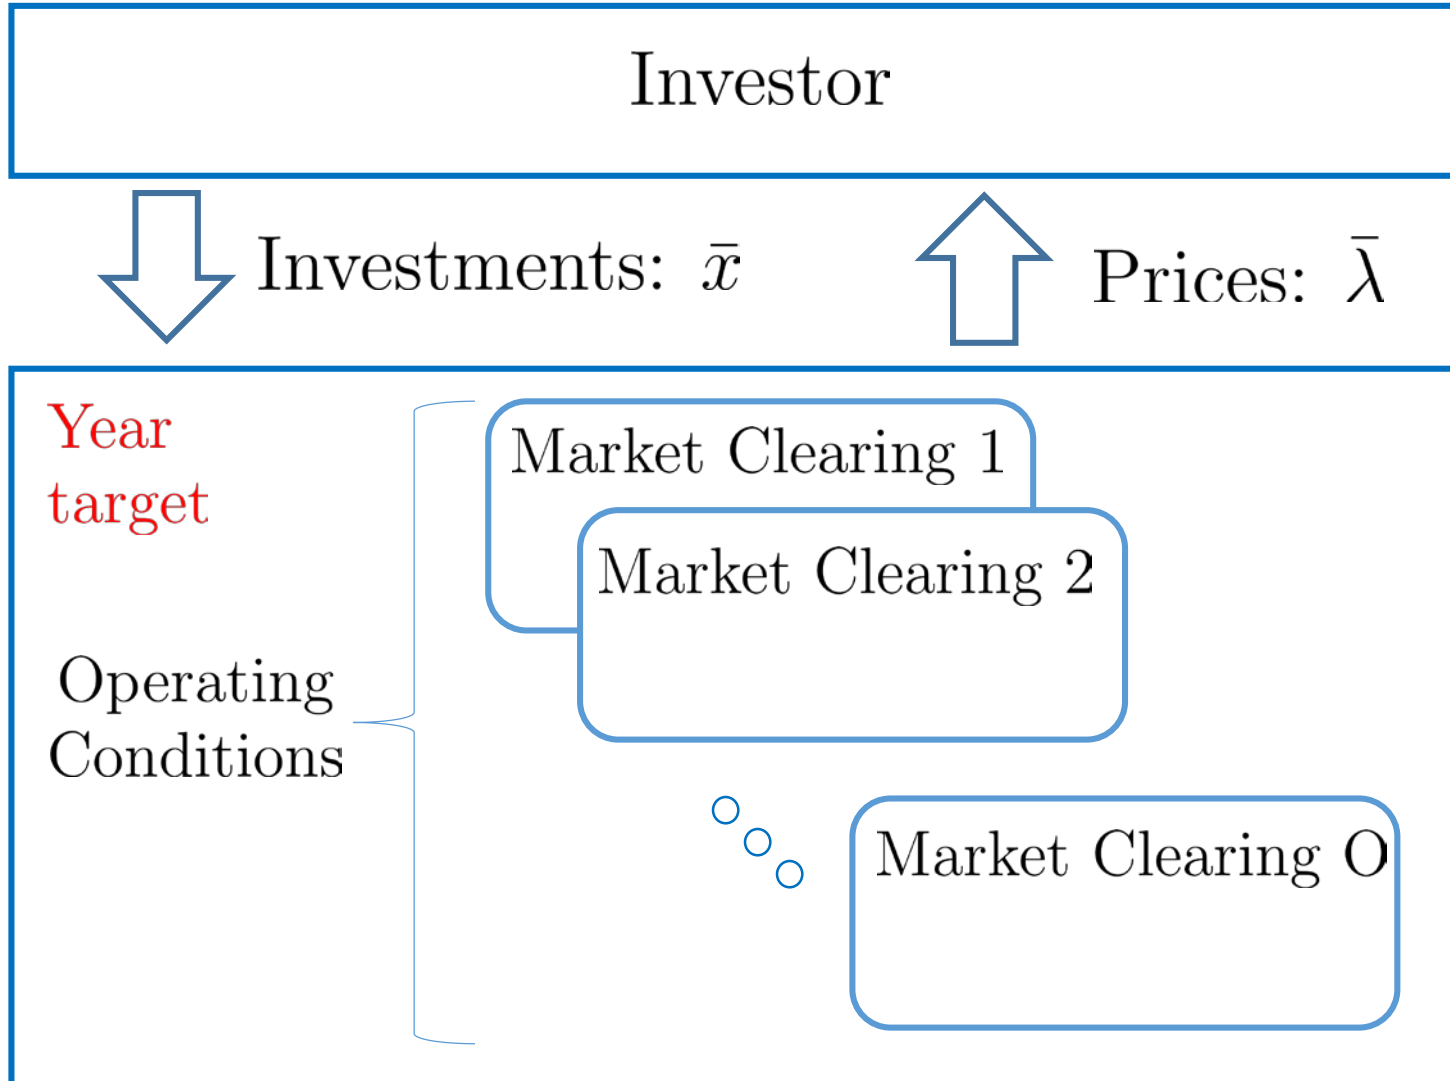 Investor
Investments: x̄
Prices: λ̄
Year
target
Operating
Conditions
Market Clearing 1
Market Clearing 2
Market Clearing O